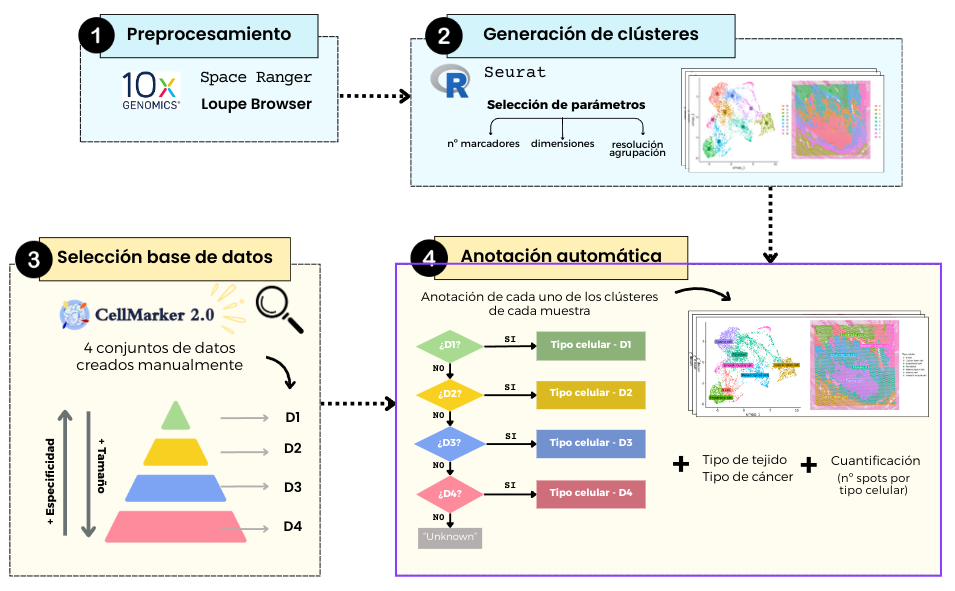 1 Preprocesamiento
10x
GENOMICS®
Space Ranger
Loupe Browser
2 Generación de clústeres
R
Seurat
Selección de parámetros
nº marcadores
dimensiones
resolución
agrupación
3 Selección base de datos
CellMarker 2.0
4 conjuntos de datos
creados manualmente
+ Especificidad
+ Tamaño
D1
D2
D3
D4
4 Anotación automática
Anotación de cada uno de los clústeres
de cada muestra
¿D1?
SI
Tipo celular - D1
NO
¿D2?
SI
Tipo celular - D2
NO
¿D3?
SI
Tipo celular - D3
NO
¿D4?
SI
Tipo celular - D4
NO
"Unknown"
+
Tipo de tejido
Tipo de cáncer
+
Cuantificación
(nº spots por
tipo celular)